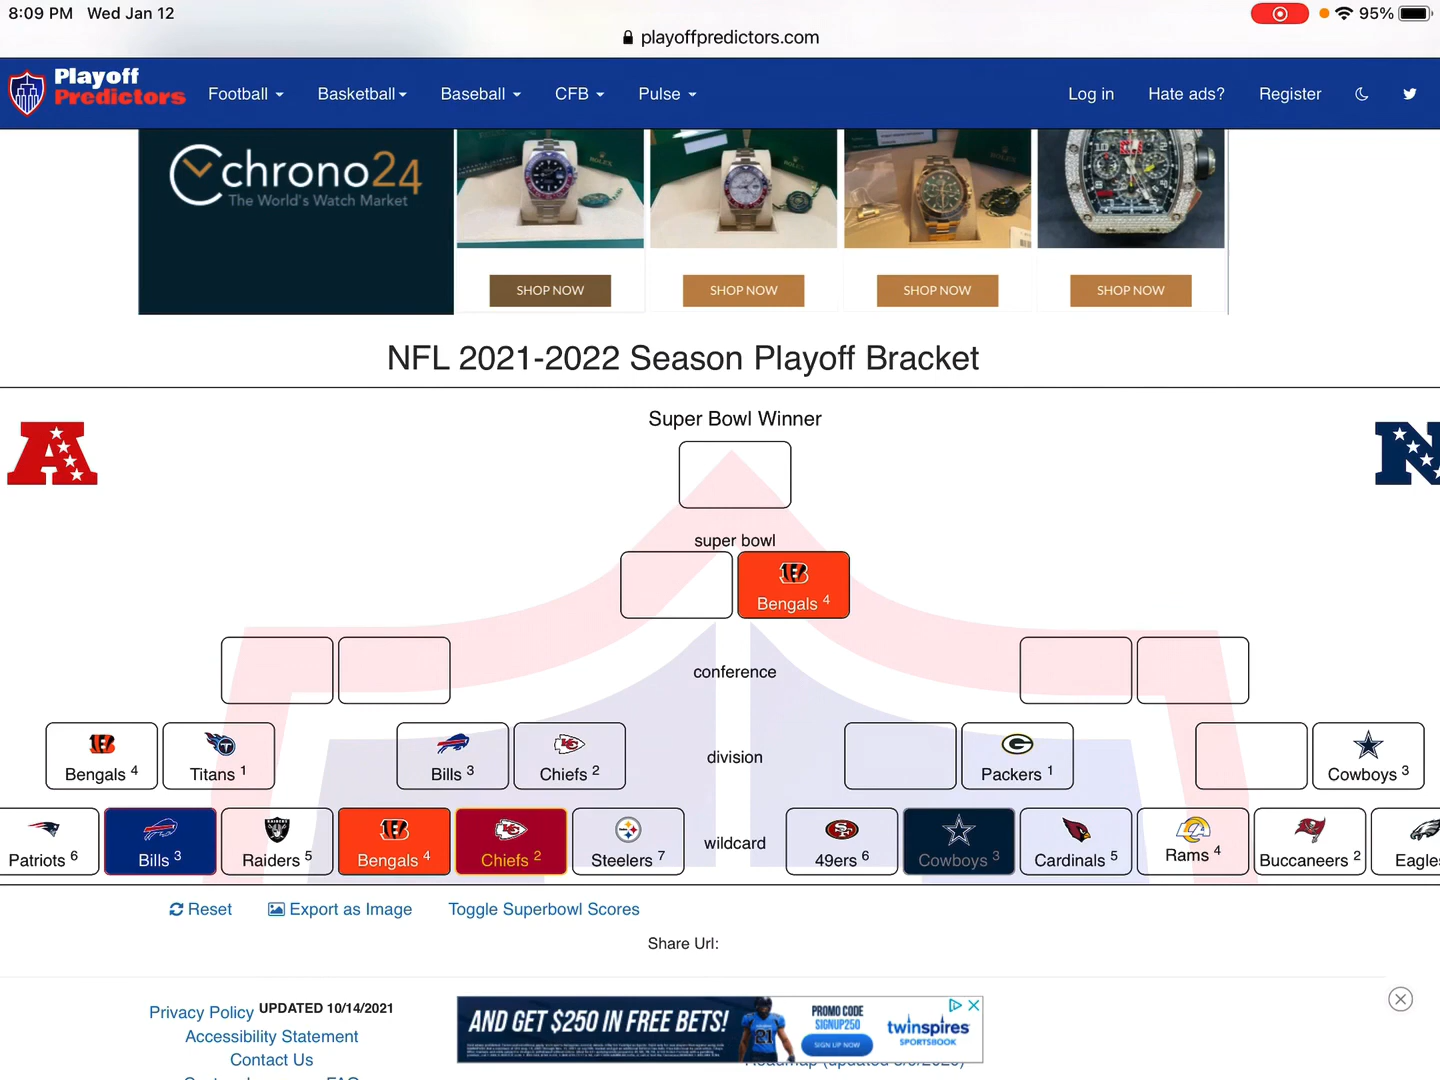 8:09 PM Wed Jan 12
95%
playoffpredictors.com
Playoff
Predictors
Football
Basketball
Baseball
CFB
Pulse
Log in
Hate ads?
Register
chrono24
The World's Watch Market
ROLEX
SHOP NOW
SHOP NOW
SHOP NOW
SHOP NOW
NFL 2021-2022 Season Playoff Bracket
A
N
Super Bowl Winner
super bowl
Bengals 4
conference
Bengals 4
Titans 1
Bills 3
Chiefs 2
division
Packers 1
Cowboys 3
Patriots 6
Bills 3
Raiders 5
Bengals 4
Chiefs 2
Steelers 7
wildcard
49ers 6
Cowboys 3
Cardinals 5
Rams 4
Buccaneers 2
Eagles
Reset
Export as Image
Toggle Superbowl Scores
Share Url:
Privacy Policy UPDATED 10/14/2021
Accessibility Statement
Contact Us
AND GET $250 IN FREE BETS!
21
PROMO CODE
SIGNUP250
SIGN UP NOW
twinspires
SPORTSBOOK